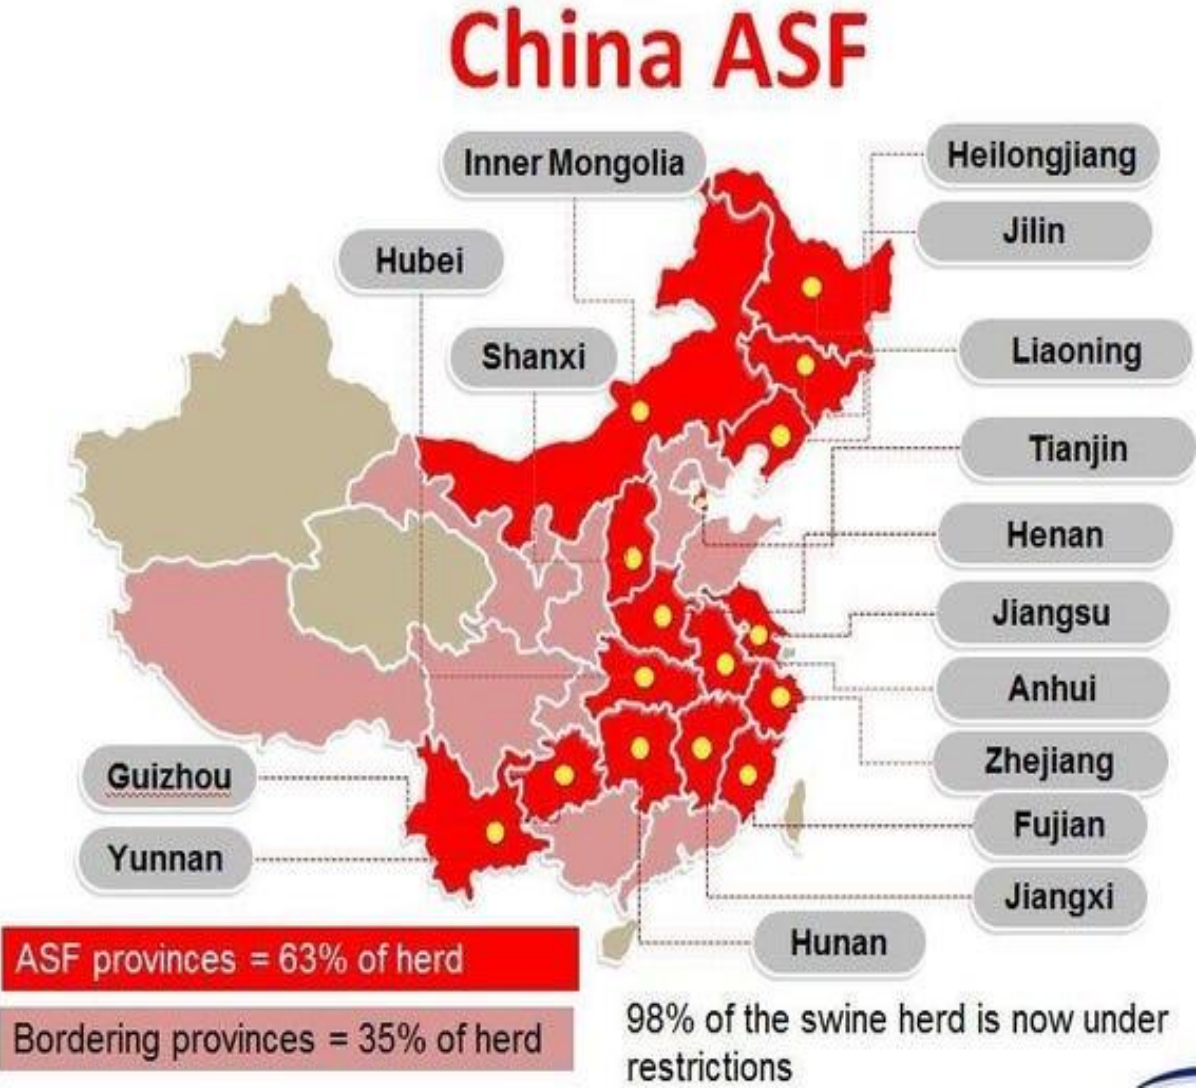 China ASF
Inner Mongolia
Heilongjiang
Jilin
Hubei
Shanxi
Liaoning
Tianjin
Henan
Jiangsu
Anhui
Zhejiang
Guizhou
Fujian
Yunnan
Jiangxi
Hunan
ASF provinces = 63% of herd
Bordering provinces = 35% of herd
98% of the swine herd is now under
restrictions